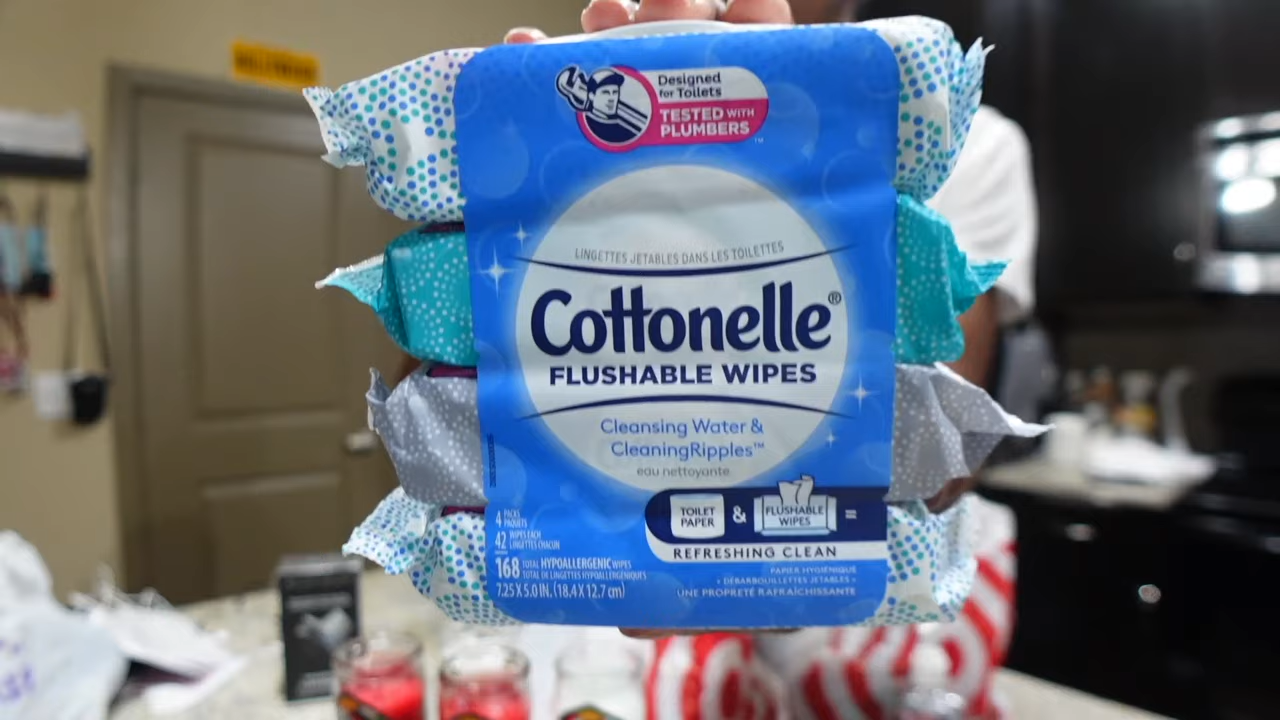 Designed
for Toilets
TESTED WITH
PLUMBERS™
LINGETTES JETABLES DANS LES TOILETTES
Cottonelle®
FLUSHABLE WIPES
Cleansing Water &
CleaningRipples™
eau nettoyante
TOILET
PAPER
&
FLUSHABLE
WIPES
=
REFRESHING CLEAN
4 PACKS
PAQUETS
42 WIPES EACH
LINGETTES CHACUN
168 TOTAL HYPOALLERGENIC WIPES
TOTAL DE LINGETTES HYPOALLERGÉNIQUES
7.25 X 5.0 IN. (18.4 X 12.7 cm)
PAPIER HYGIÉNIQUE
+ DÉBARBOUILLETTES JETABLES =
UNE PROPRETÉ RAFRAÎCHISSANTE